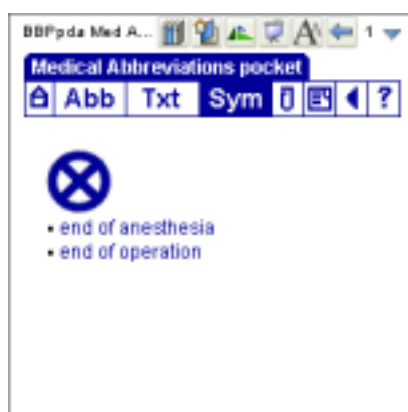 BBPpda Med A... 1
Medical Abbreviations pocket
Abb Txt Sym ?
end of anesthesia
end of operation